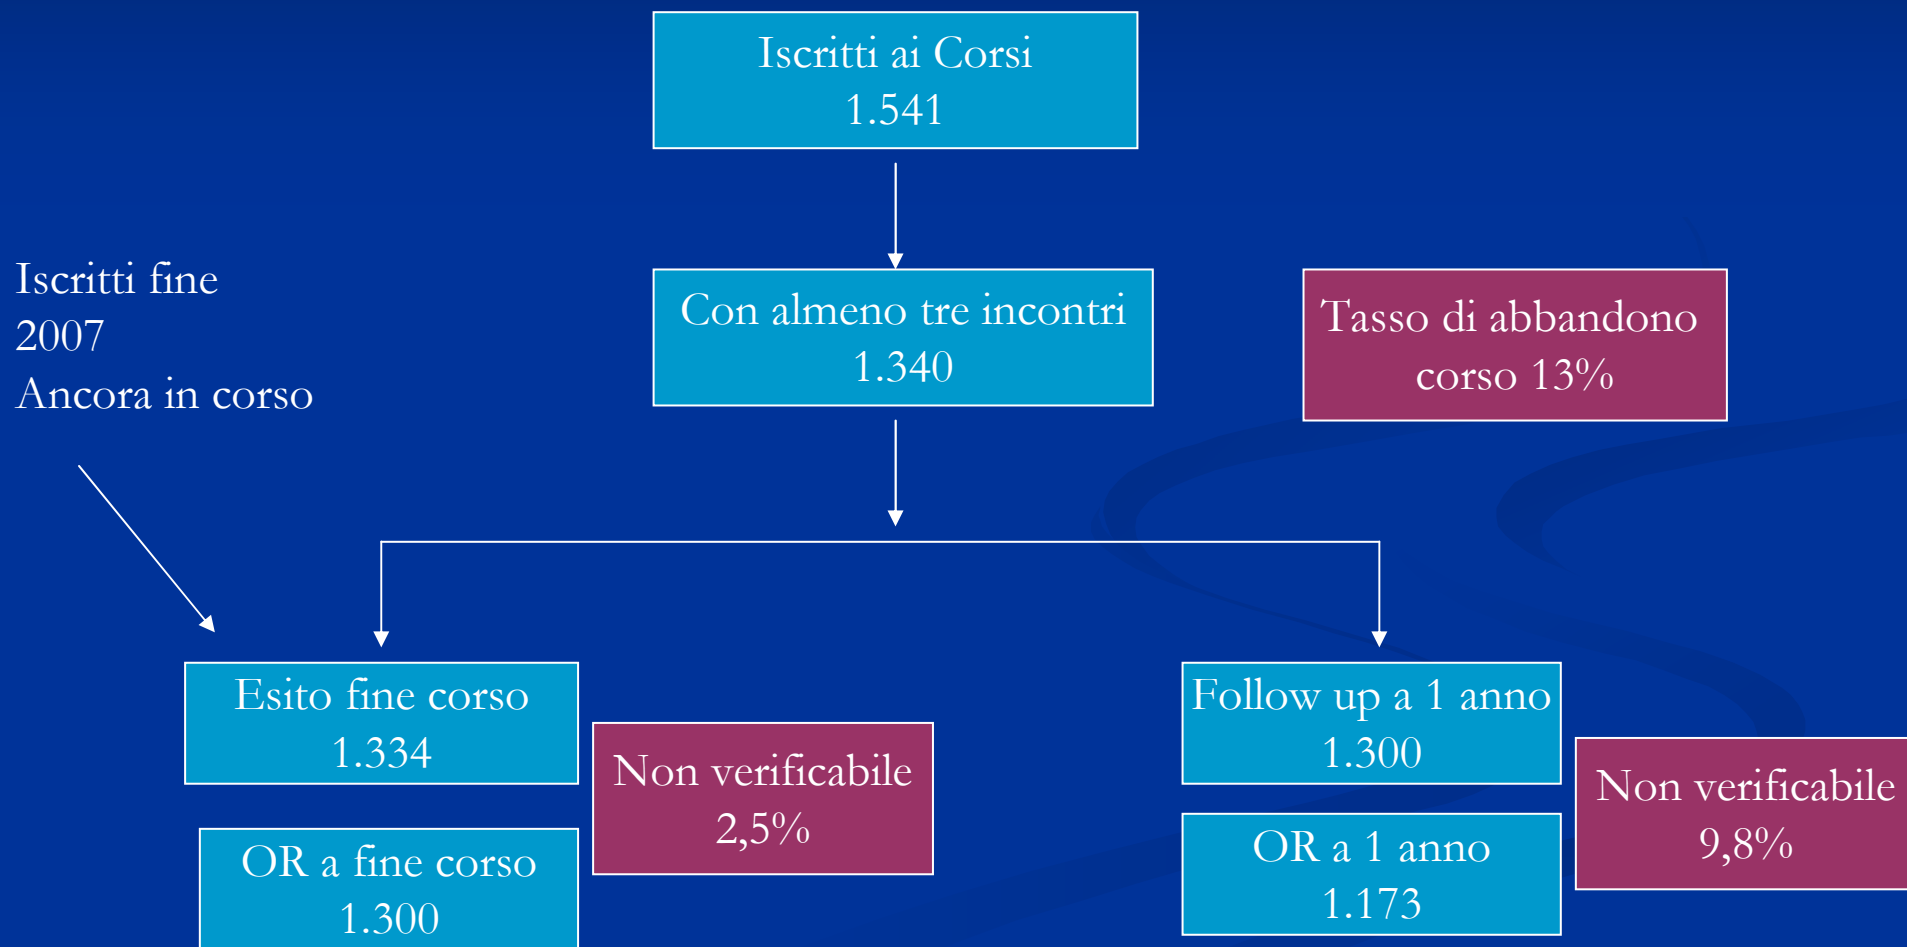 Iscritti ai Corsi
1.541
Iscritti fine
2007
Ancora in corso
Con almeno tre incontri
1.340
Tasso di abbandono
corso 13%
Esito fine corso
1.334
Non verificabile
2,5%
OR a fine corso
1.300
Follow up a 1 anno
1.300
Non verificabile
9,8%
OR a 1 anno
1.173